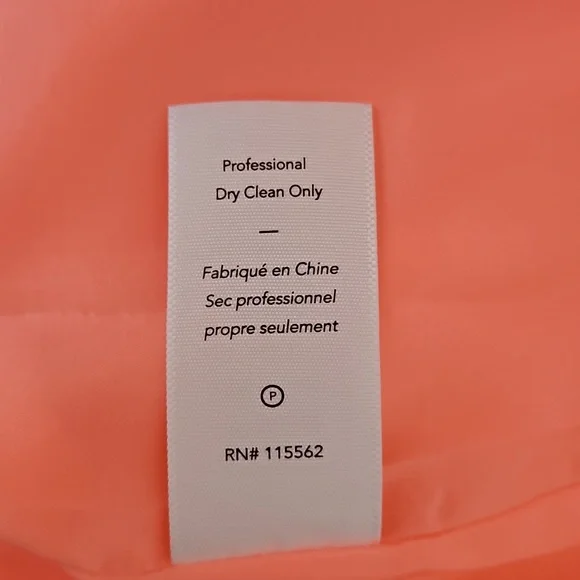 Professional
Dry Clean Only
—
Fabriqué en Chine
Sec professionnel
propre seulement
P
RN# 115562